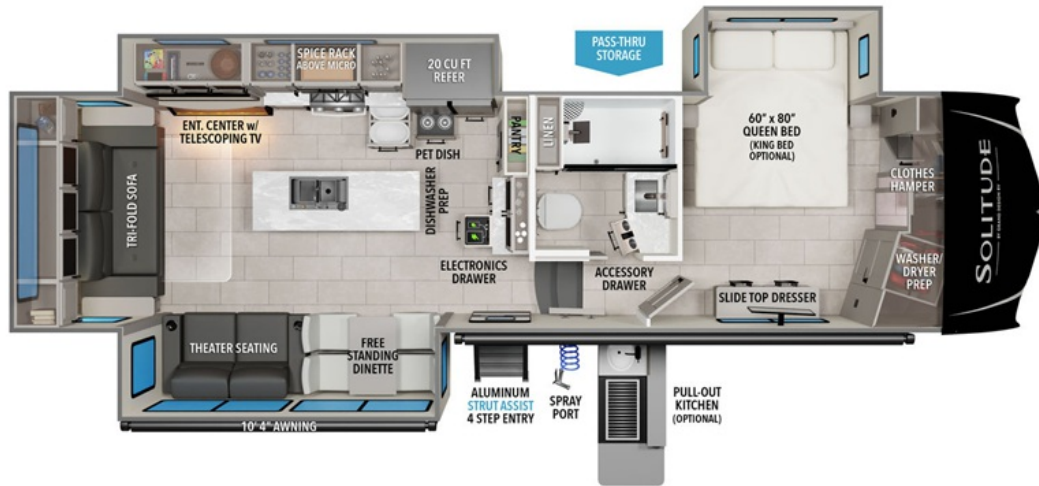 PASS-THRU
STORAGE
SPICE RACK
ABOVE MICRO
20 CU FT
REFER
ENT. CENTER w/
TELESCOPING TV
PET DISH
PANTRY
LINEN
60" x 80"
QUEEN BED
(KING BED
OPTIONAL)
CLOTHES
HAMPER
TRI-FOLD SOFA
DISHWASHER
PREP
SOLITUDE
ELECTRONICS
DRAWER
ACCESSORY
DRAWER
WASHER/
DRYER
PREP
SLIDE TOP DRESSER
THEATER SEATING
FREE
STANDING
DINETTE
ALUMINUM
STRUT ASSIST
4 STEP ENTRY
SPRAY
PORT
PULL-OUT
KITCHEN
(OPTIONAL)
10' 4" AWNING